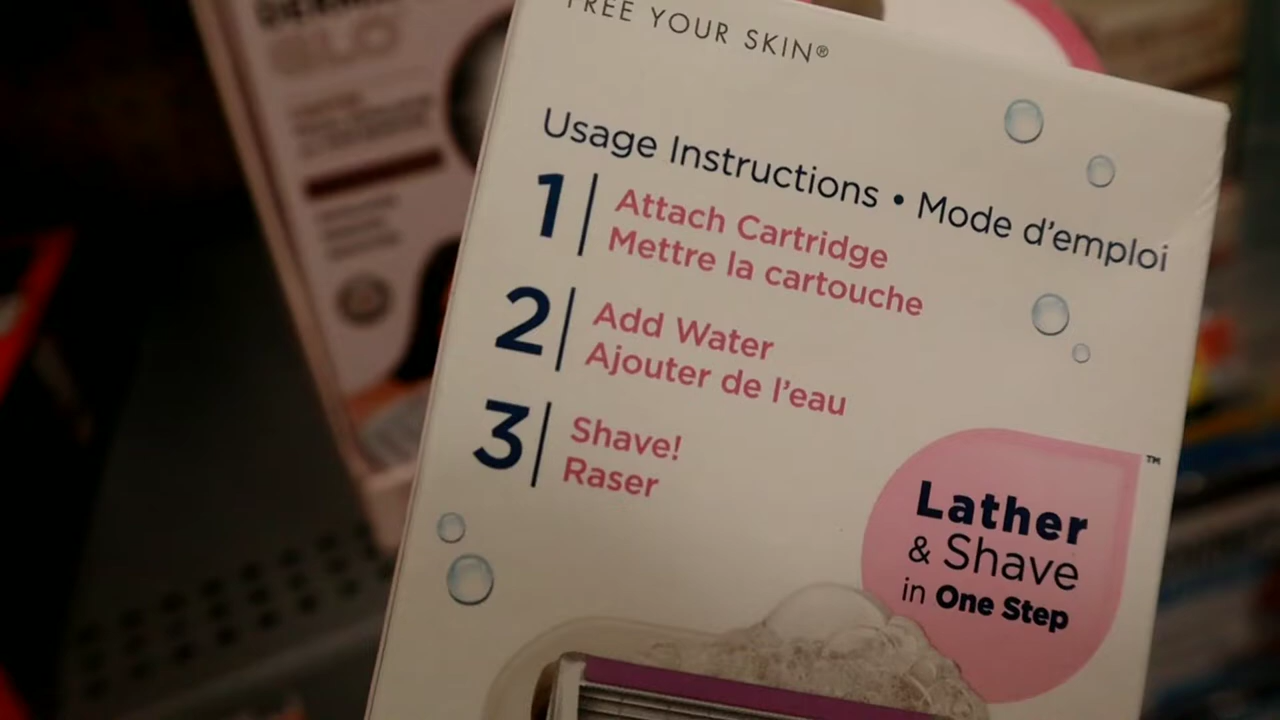 FREE YOUR SKIN®
Usage Instructions • Mode d'emploi
1
Attach Cartridge
Mettre la cartouche
2
Add Water
Ajouter de l'eau
3
Shave!
Raser
Lather
& Shave
in One Step
™